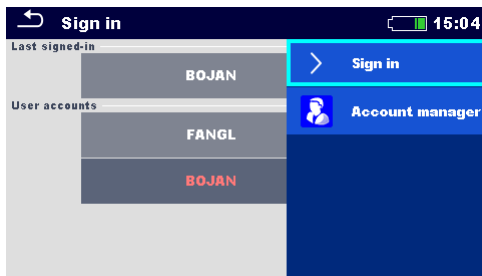 Sign in
15:04
Last signed-in
BOJAN
Sign in
User accounts
Account manager
FANGL
BOJAN